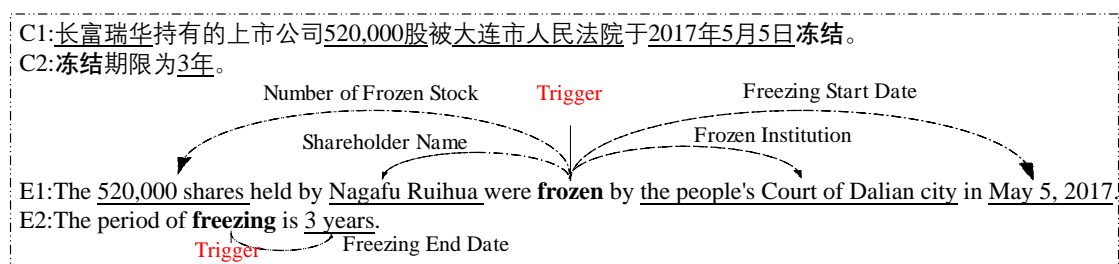 C1:长富瑞华持有的上市公司520,000股被大连市人民法院于2017年5月5日冻结。
C2:冻结期限为3年。
Number of Frozen Stock Trigger Freezing Start Date
Shareholder Name Frozen Institution
E1:The 520,000 shares held by Nagafu Ruihua were frozen by the people's Court of Dalian city in May 5, 2017.
E2:The period of freezing is 3 years.
Trigger Freezing End Date